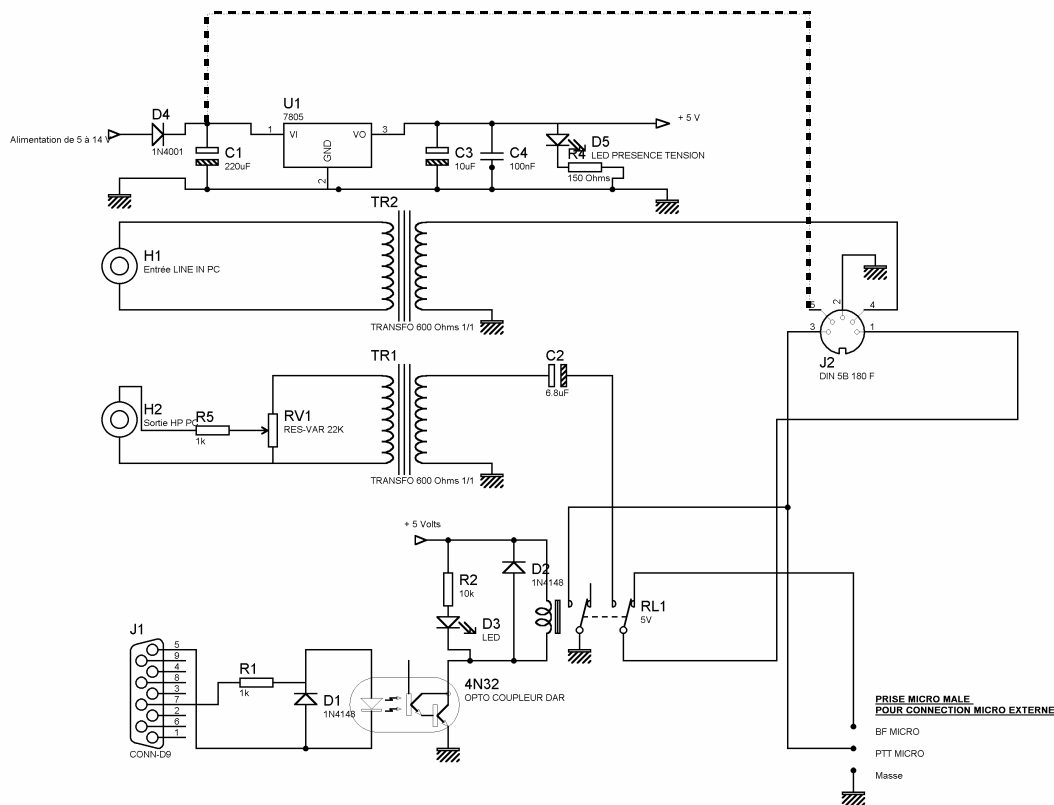 D4
Alimentation de 5 à 14 V
1N4001
C1
220uF
U1
7805
1
VI
VO
3
GND
2
C3
10uF
C4
100nF
D5
LED PRESENCE TENSION
R4
150 Ohms
+ 5 V
TR2
H1
Entrée LINE IN PC
TRANSFO 600 Ohms 1/1
5
2
4
3
1
J2
DIN 5B 180 F
TR1
C2
6.8uF
H2
Sortie HP PC
R5
1k
RV1
RES-VAR 22K
TRANSFO 600 Ohms 1/1
+ 5 Volts
R2
10k
D2
1N4148
D3
LED
RL1
5V
J1
5
9
4
8
3
7
2
6
1
CONN-D9
R1
1k
D1
1N4148
4N32
OPTO COUPLEUR DAR
PRISE MICRO MALE
POUR CONNECTION MICRO EXTERNE
BF MICRO
PTT MICRO
Masse